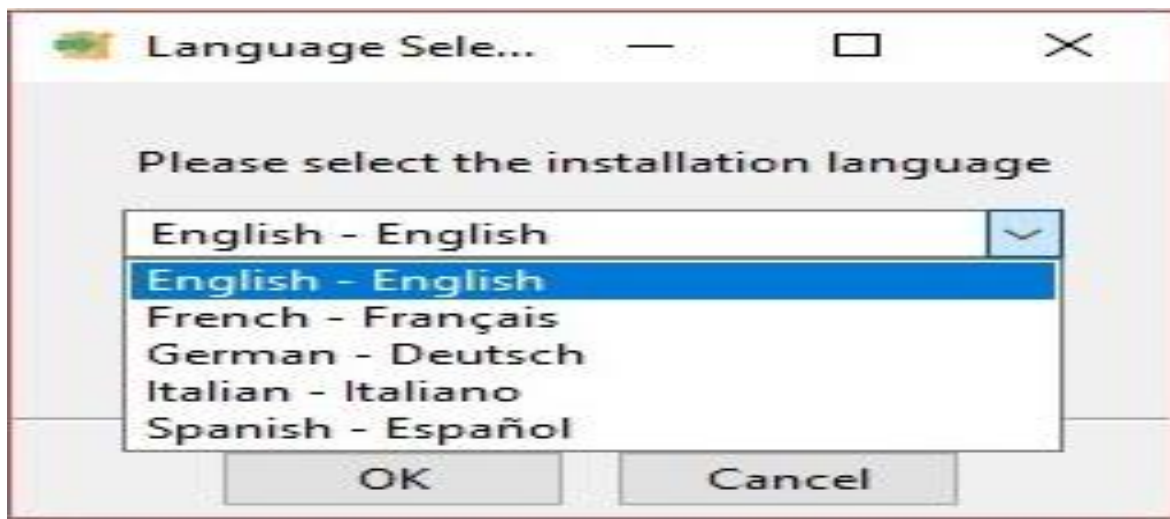 Language Sele...
Please select the installation language
English - English
English - English
French - Français
German - Deutsch
Italian - Italiano
Spanish - Español
OK Cancel